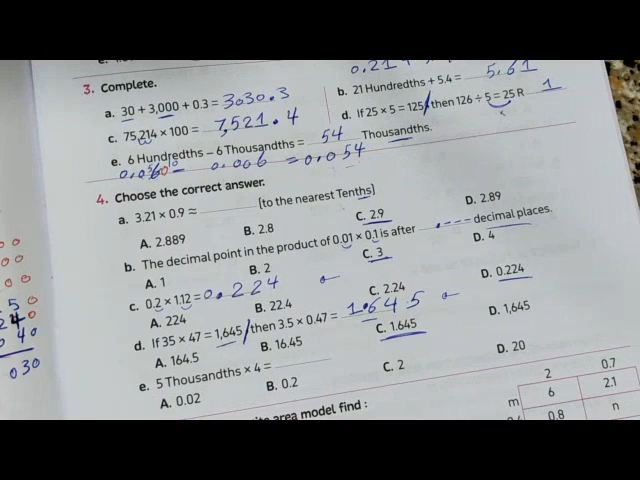 3. Complete.
a. 30 + 3,000 + 0.3 = 3030.3
b. 21 Hundredths + 5.4 = 5.61
c. 75,214 × 100 = 7,521.4
d. If 25 × 5 = 125, then 126 ÷ 5 = 25 R 1
e. 6 Hundredths – 6 Thousandths = 54 Thousandths.
0.006 = 0.054
4. Choose the correct answer.
a. 3.21 × 0.9 ≈ [to the nearest Tenths]
A. 2.889 B. 2.8 C. 2.9 D. 2.89
b. The decimal point in the product of 0.01 × 0.1 is after decimal places.
A. 1 B. 2 C. 3 D. 4
c. 0.2 × 1.12 = 0.224
A. 224 B. 22.4 C. 2.24 D. 0.224
d. If 35 × 47 = 1,645, then 3.5 × 0.47 = 1.645
A. 164.5 B. 16.45 C. 1.645 D. 1,645
e. 5 Thousandths × 4 =
A. 0.02 B. 0.2 C. 2 D. 20
area model find :
2 0.7
m 6 2.1
0.8 n